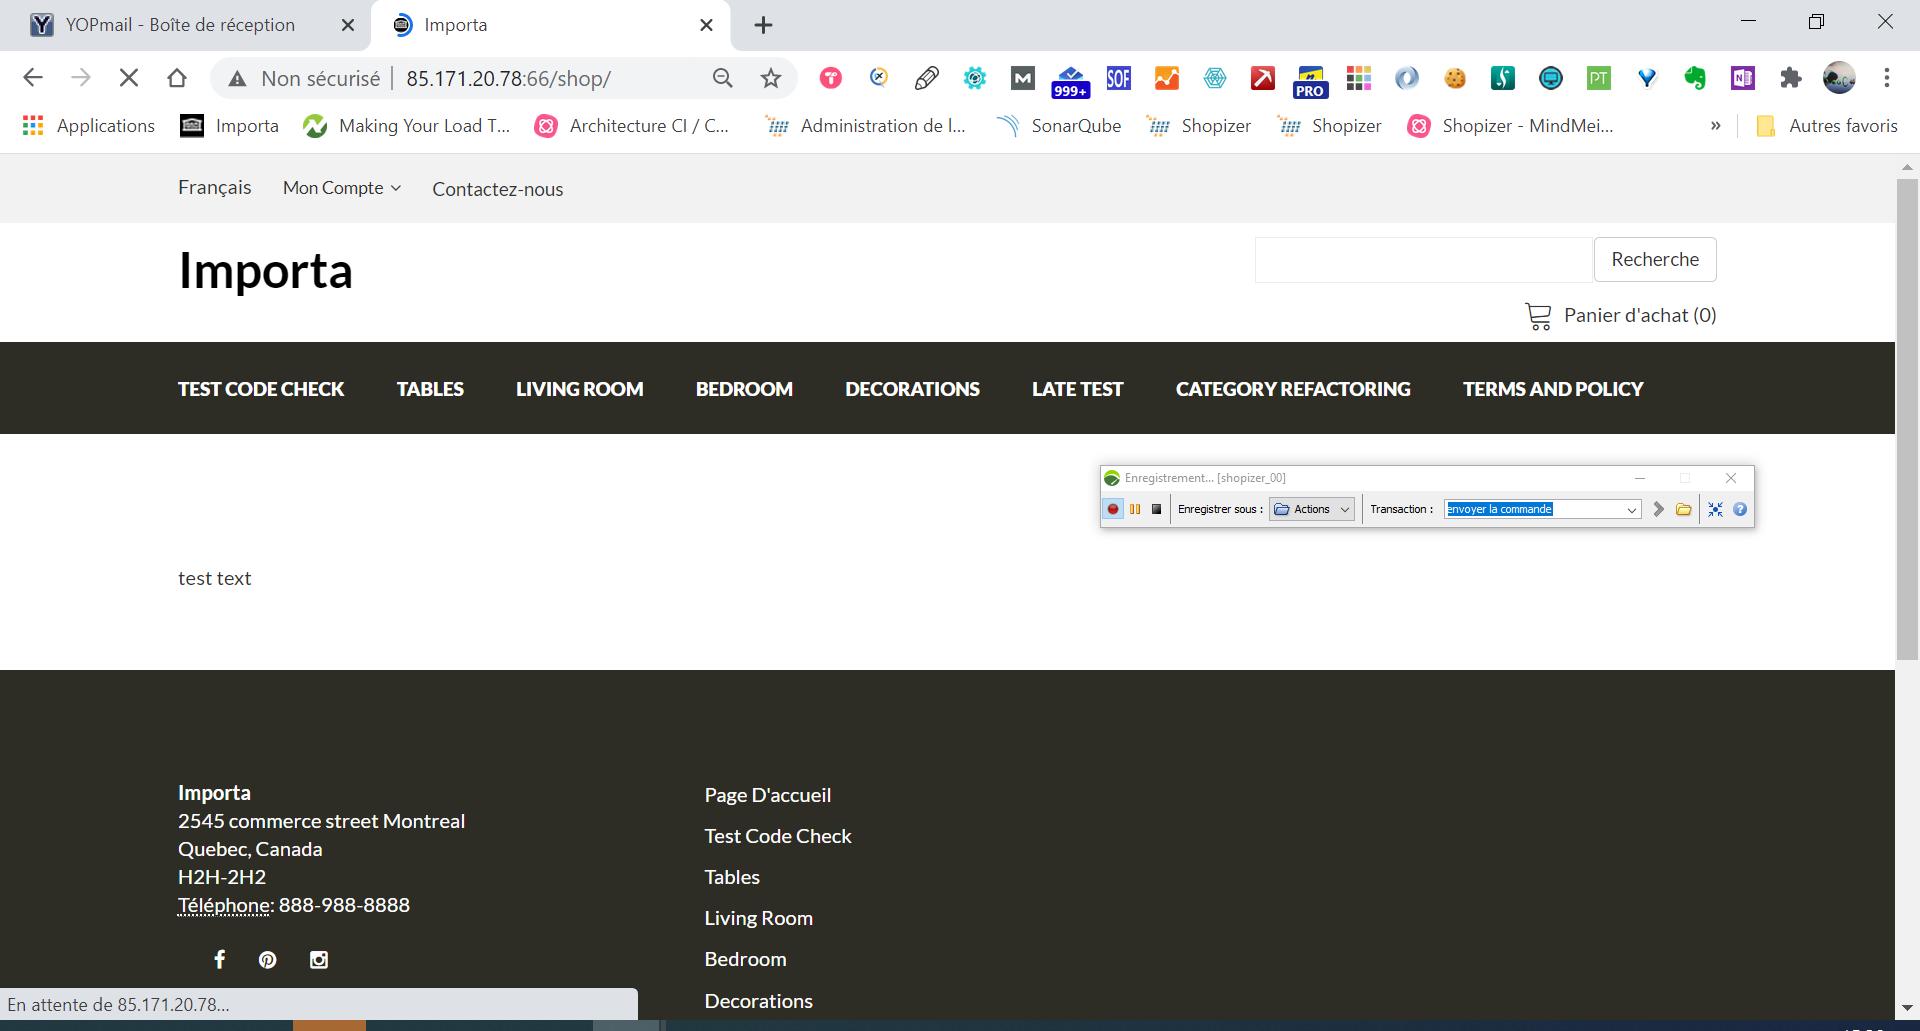 YOPmail - Boîte de réception
Importa
Non sécurisé
85.171.20.78:66/shop/
999+
SOF
PRO
PT
Applications
Importa
Making Your Load T...
Architecture CI / C...
Administration de l...
SonarQube
Shopizer
Shopizer
Shopizer - MindMei...
»
Autres favoris
Français
Mon Compte
Contactez-nous
Importa
Recherche
Panier d'achat (0)
TEST CODE CHECK
TABLES
LIVING ROOM
BEDROOM
DECORATIONS
LATE TEST
CATEGORY REFACTORING
TERMS AND POLICY
Enregistrement... [shopizer_00]
Enregistrer sous :
Actions
Transaction :
envoyer la commande
test text
Importa
2545 commerce street Montreal
Quebec, Canada
H2H-2H2
Téléphone: 888-988-8888
Page D'accueil
Test Code Check
Tables
Living Room
Bedroom
Decorations
En attente de 85.171.20.78...